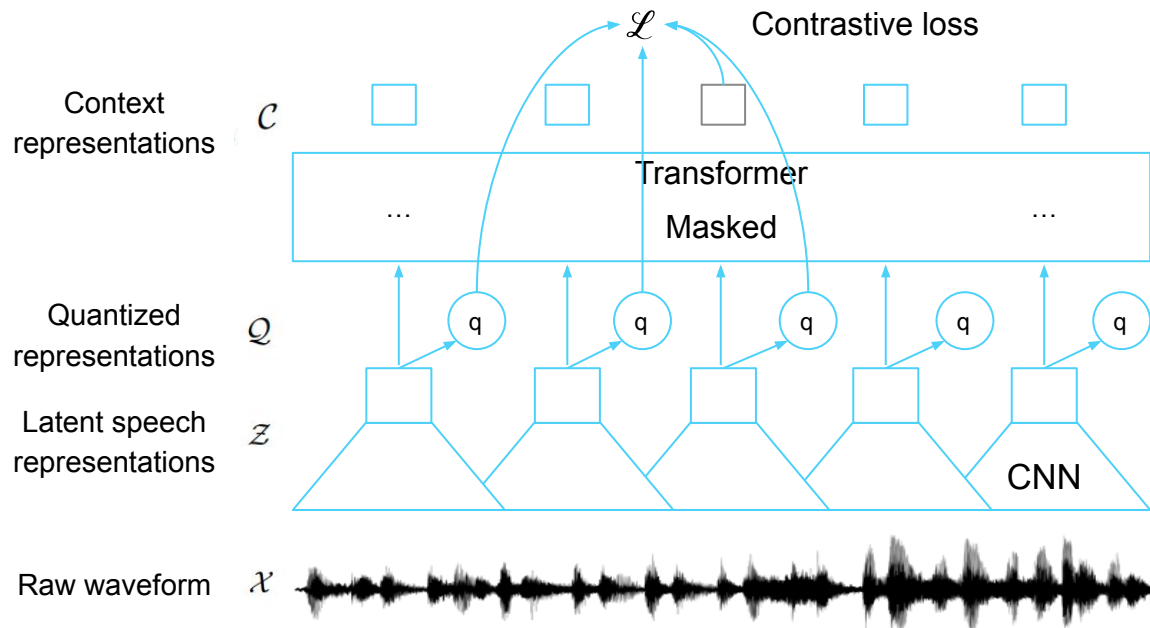 ℒ Contrastive loss
Context
representations
𝒞
Transformer
Masked
... ...
Quantized
representations
𝒬
q q q q q
Latent speech
representations
𝒵
CNN
Raw waveform 𝒳